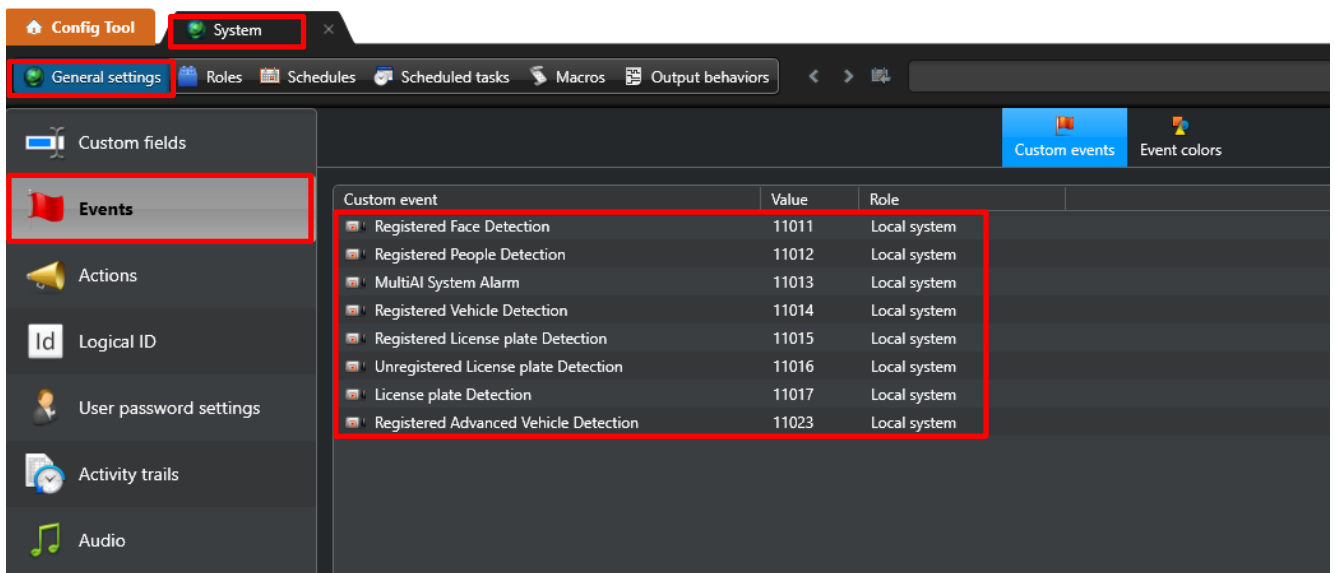 Config Tool
System
General settings
Roles
Schedules
Scheduled tasks
Macros
Output behaviors
Custom fields
Events
Actions
Id
Logical ID
User password settings
Activity trails
Audio
Custom events
Event colors
Custom event Value Role
Registered Face Detection 11011 Local system
Registered People Detection 11012 Local system
MultiAI System Alarm 11013 Local system
Registered Vehicle Detection 11014 Local system
Registered License plate Detection 11015 Local system
Unregistered License plate Detection 11016 Local system
License plate Detection 11017 Local system
Registered Advanced Vehicle Detection 11023 Local system